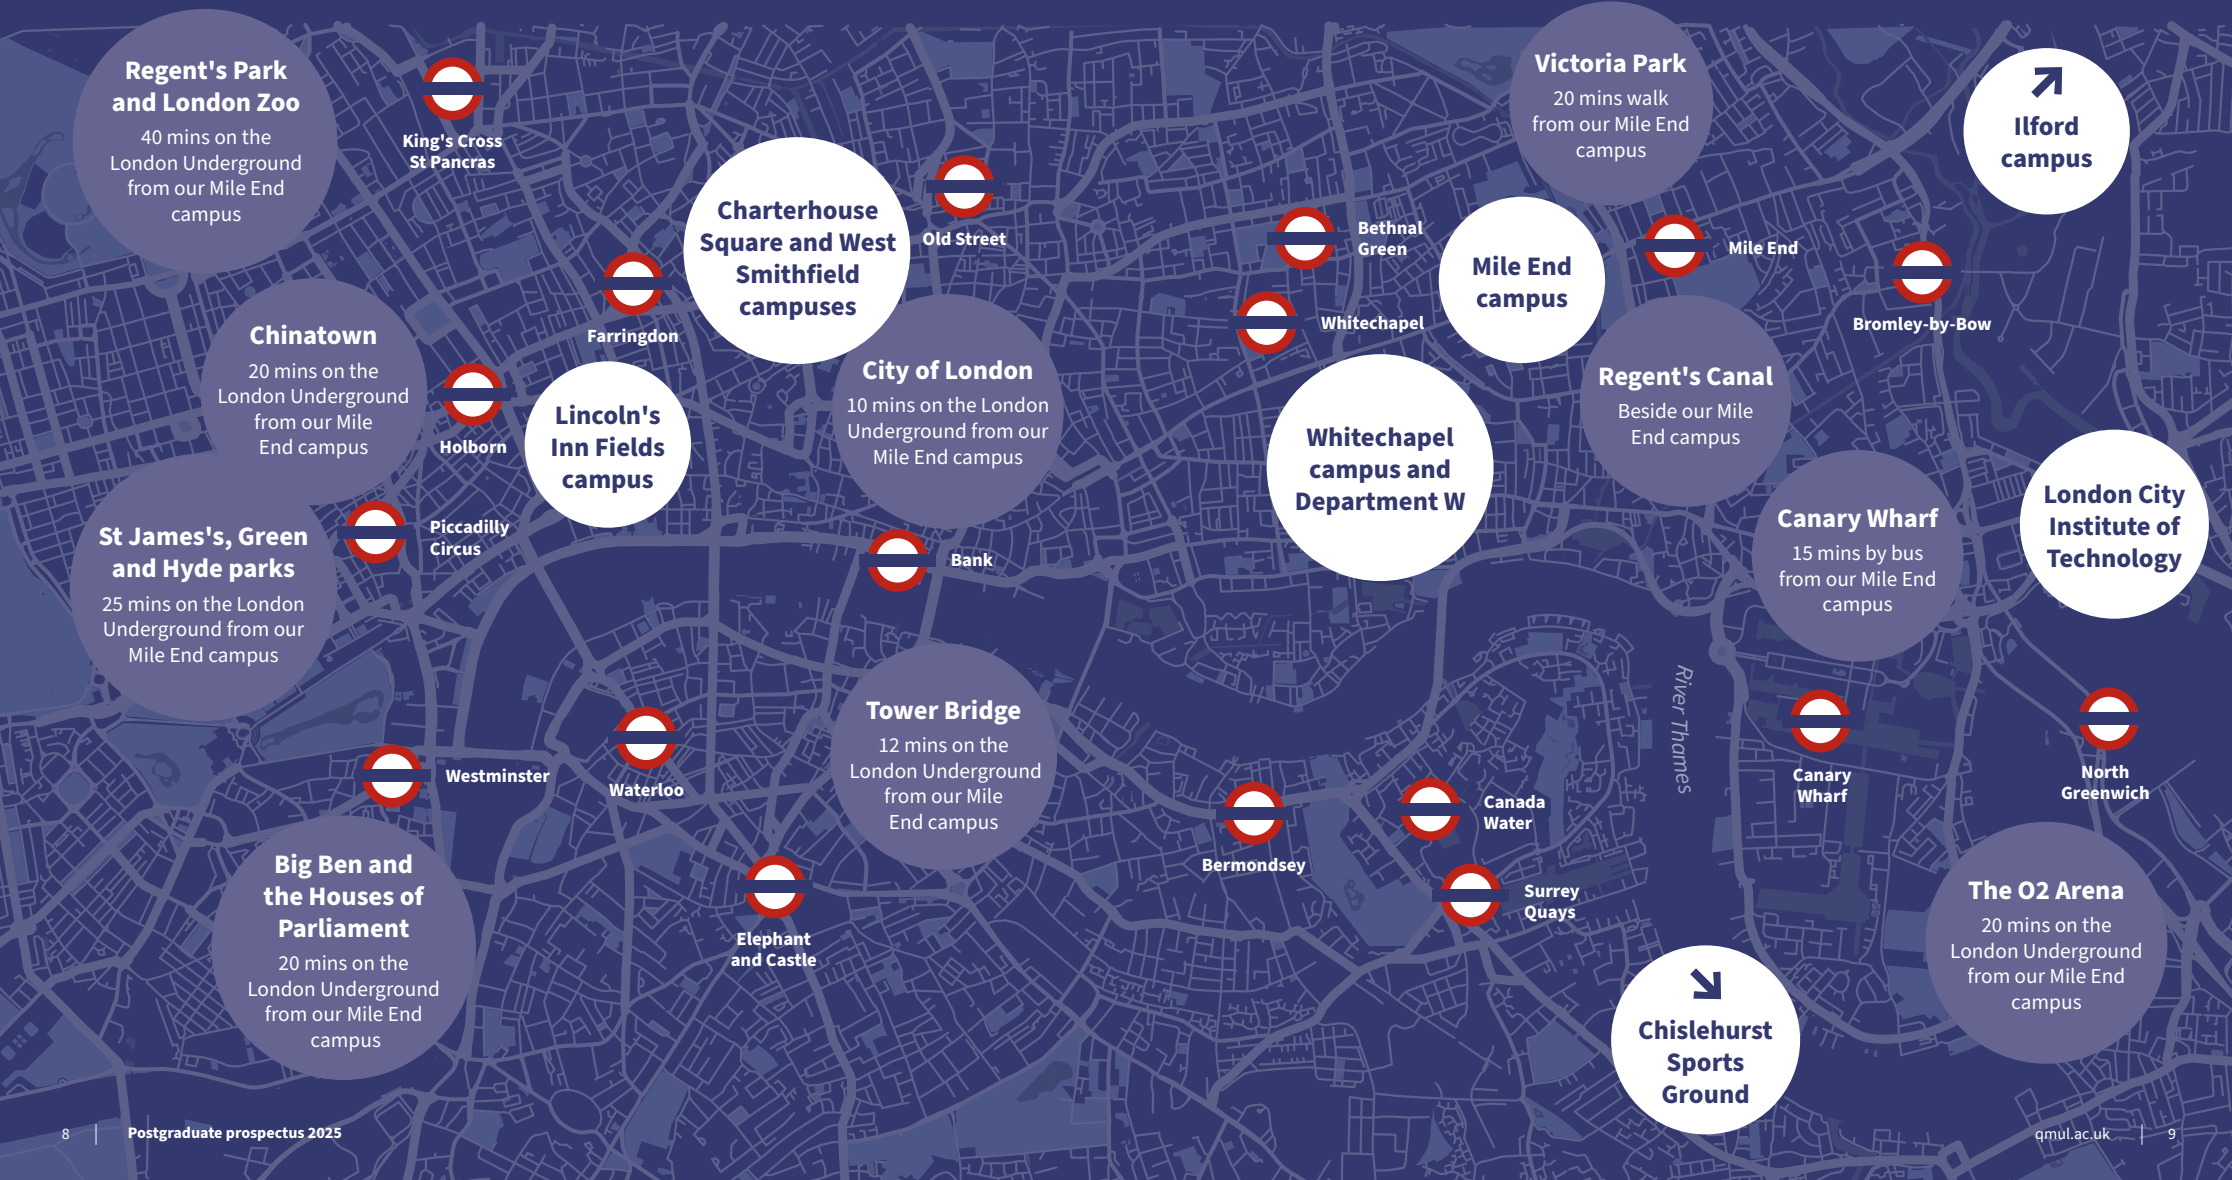 Regent's Park
and London Zoo
40 mins on the
London Underground
from our Mile End
campus
King's Cross
St Pancras
Charterhouse
Square and West
Smithfield
campuses
Old Street
Farringdon
Victoria Park
20 mins walk
from our Mile End
campus
Ilford
campus
Bethnal
Green
Mile End
campus
Mile End
Bromley-by-Bow
Whitechapel
Chinatown
20 mins on the
London Underground
from our Mile
End campus
Holborn
Lincoln's
Inn Fields
campus
City of London
10 mins on the London
Underground from our
Mile End campus
Whitechapel
campus and
Department W
Regent's Canal
Beside our Mile
End campus
Canary Wharf
15 mins by bus
from our Mile End
campus
London City
Institute of
Technology
St James's, Green
and Hyde parks
25 mins on the London
Underground from our
Mile End campus
Piccadilly
Circus
Bank
River Thames
Tower Bridge
12 mins on the
London Underground
from our Mile
End campus
Westminster
Waterloo
Bermondsey
Canada
Water
Surrey
Quays
Canary
Wharf
North
Greenwich
Big Ben and
the Houses of
Parliament
20 mins on the
London Underground
from our Mile End
campus
Elephant
and Castle
The O2 Arena
20 mins on the
London Underground
from our Mile End
campus
Chislehurst
Sports
Ground
8 | Postgraduate prospectus 2025
qmul.ac.uk | 9